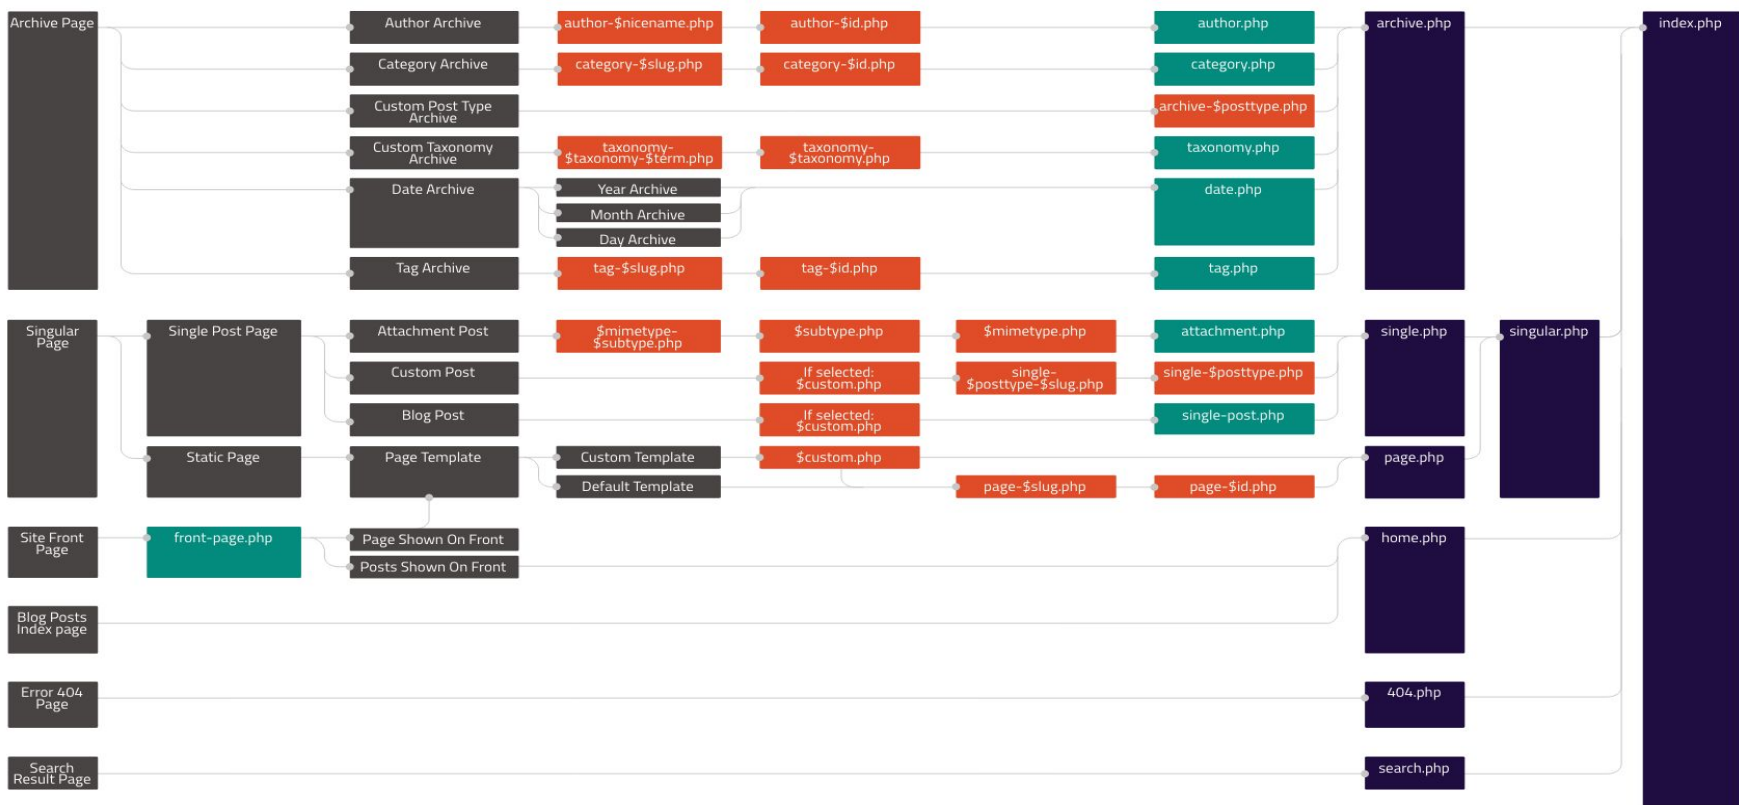 Archive Page
Author Archive
author-$nicename.php
author-$id.php
author.php
archive.php
index.php
Category Archive
category-$slug.php
category-$id.php
category.php
Custom Post Type
Archive
archive-$posttype.php
Custom Taxonomy
Archive
taxonomy-
$taxonomy-$term.php
taxonomy-
$taxonomy.php
taxonomy.php
Date Archive
Year Archive
Month Archive
Day Archive
date.php
Tag Archive
tag-$slug.php
tag-$id.php
tag.php
Singular
Page
Single Post Page
Attachment Post
$mimetype-
$subtype.php
$subtype.php
$mimetype.php
attachment.php
single.php
singular.php
Custom Post
If selected:
$custom.php
single-
$posttype-$slug.php
single-$posttype.php
Blog Post
If selected:
$custom.php
single-post.php
Static Page
Page Template
Custom Template
$custom.php
page.php
Default Template
page-$slug.php
page-$id.php
Site Front
Page
front-page.php
Page Shown On Front
Posts Shown On Front
home.php
Blog Posts
Index page
Error 404
Page
404.php
Search
Result Page
search.php